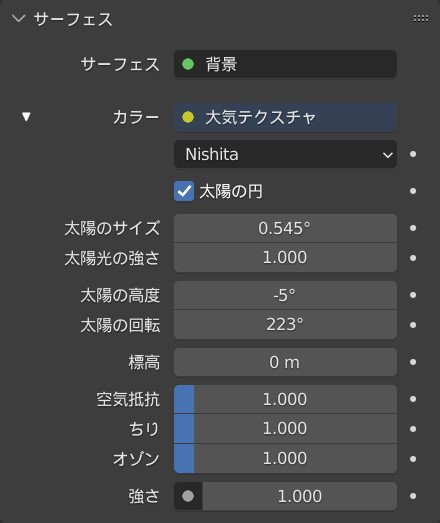 サーフェス
サーフェス 背景
カラー 大気テクスチャ
Nishita
太陽の円
太陽のサイズ 0.545°
太陽光の強さ 1.000
太陽の高度 -5°
太陽の回転 223°
標高 0 m
空気抵抗 1.000
ちり 1.000
オゾン 1.000
強さ 1.000